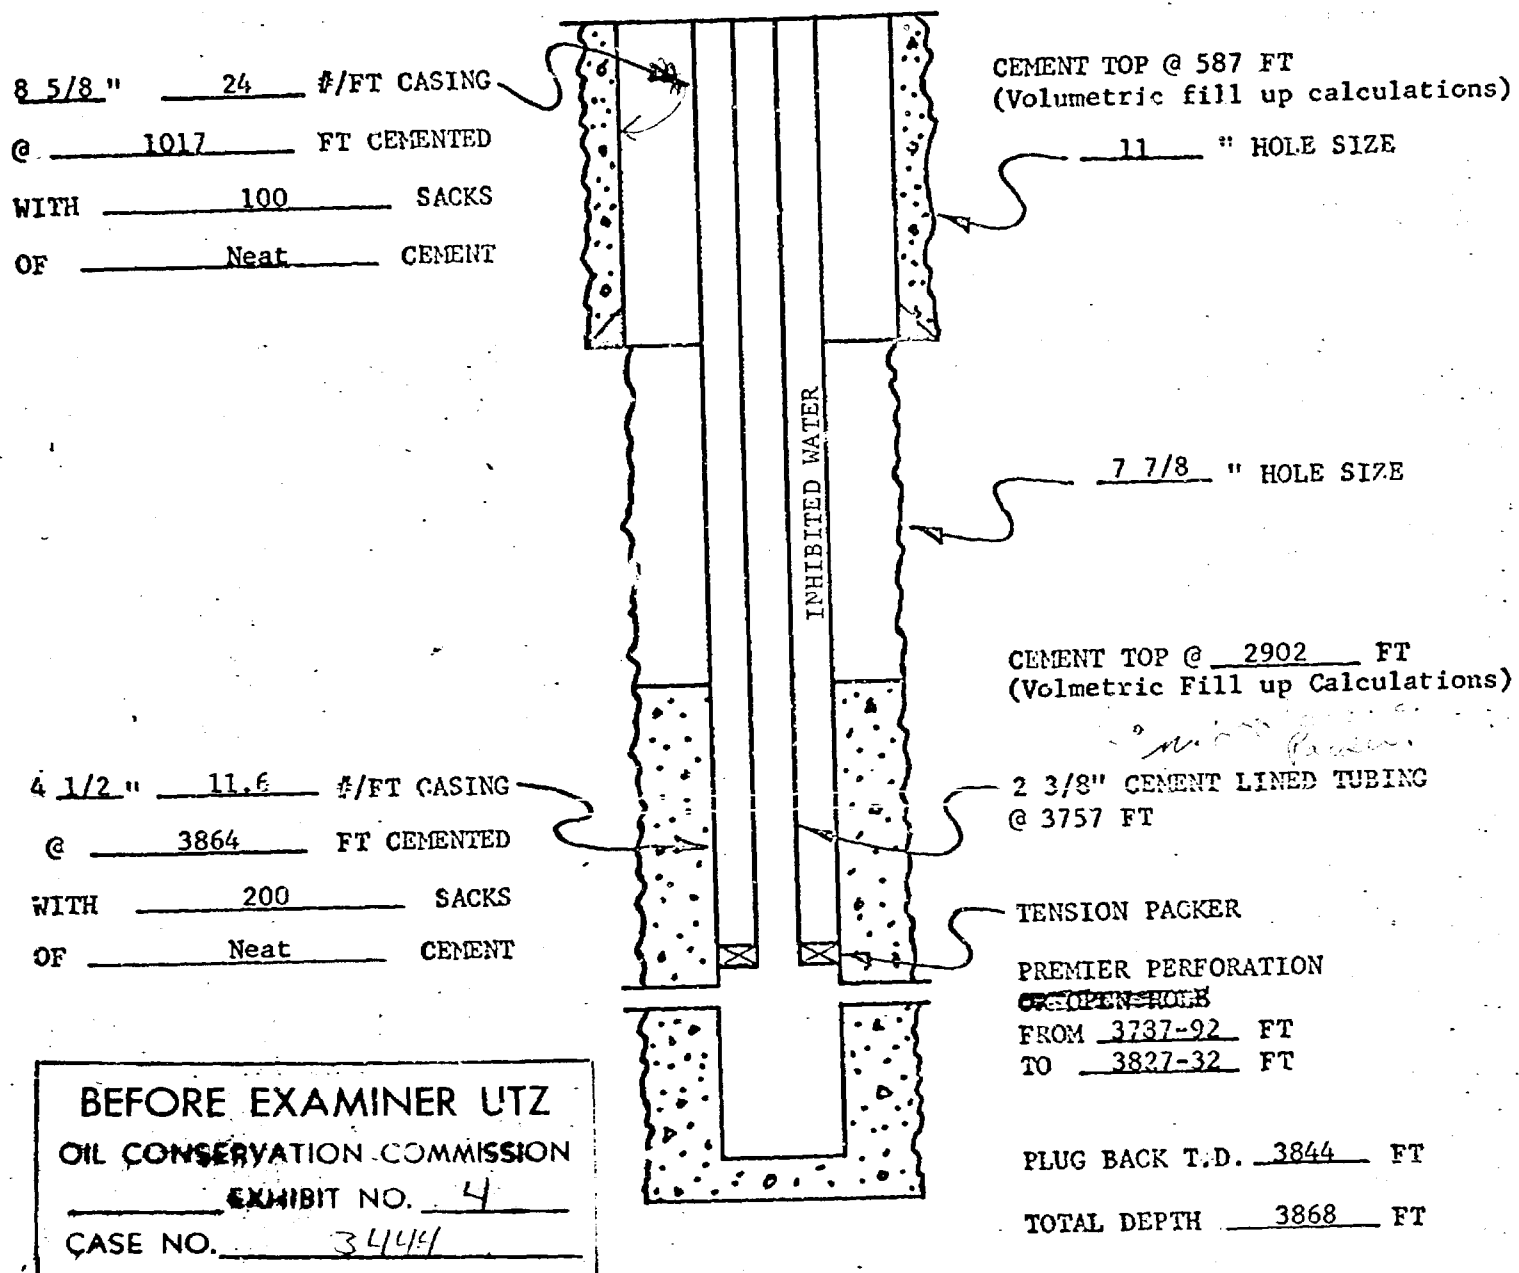 8 5/8 " 24 #/FT CASING
@ 1017 FT CEMENTED
WITH 100 SACKS
OF Neat CEMENT
CEMENT TOP @ 587 FT
(Volumetric fill up calculations)
11 " HOLE SIZE
INHIBITED WATER
7 7/8 " HOLE SIZE
CEMENT TOP @ 2902 FT
(Volmetric Fill up Calculations)
4 1/2 " 11.6 #/FT CASING
@ 3864 FT CEMENTED
WITH 200 SACKS
OF Neat CEMENT
2 3/8" CEMENT LINED TUBING
@ 3757 FT
TENSION PACKER
PREMIER PERFORATION
OR OPEN HOLE
FROM 3737-92 FT
TO 3827-32 FT
PLUG BACK T.D. 3844 FT
TOTAL DEPTH 3868 FT
BEFORE EXAMINER UTZ
OIL CONSERVATION COMMISSION
EXHIBIT NO. 4
CASE NO. 3444